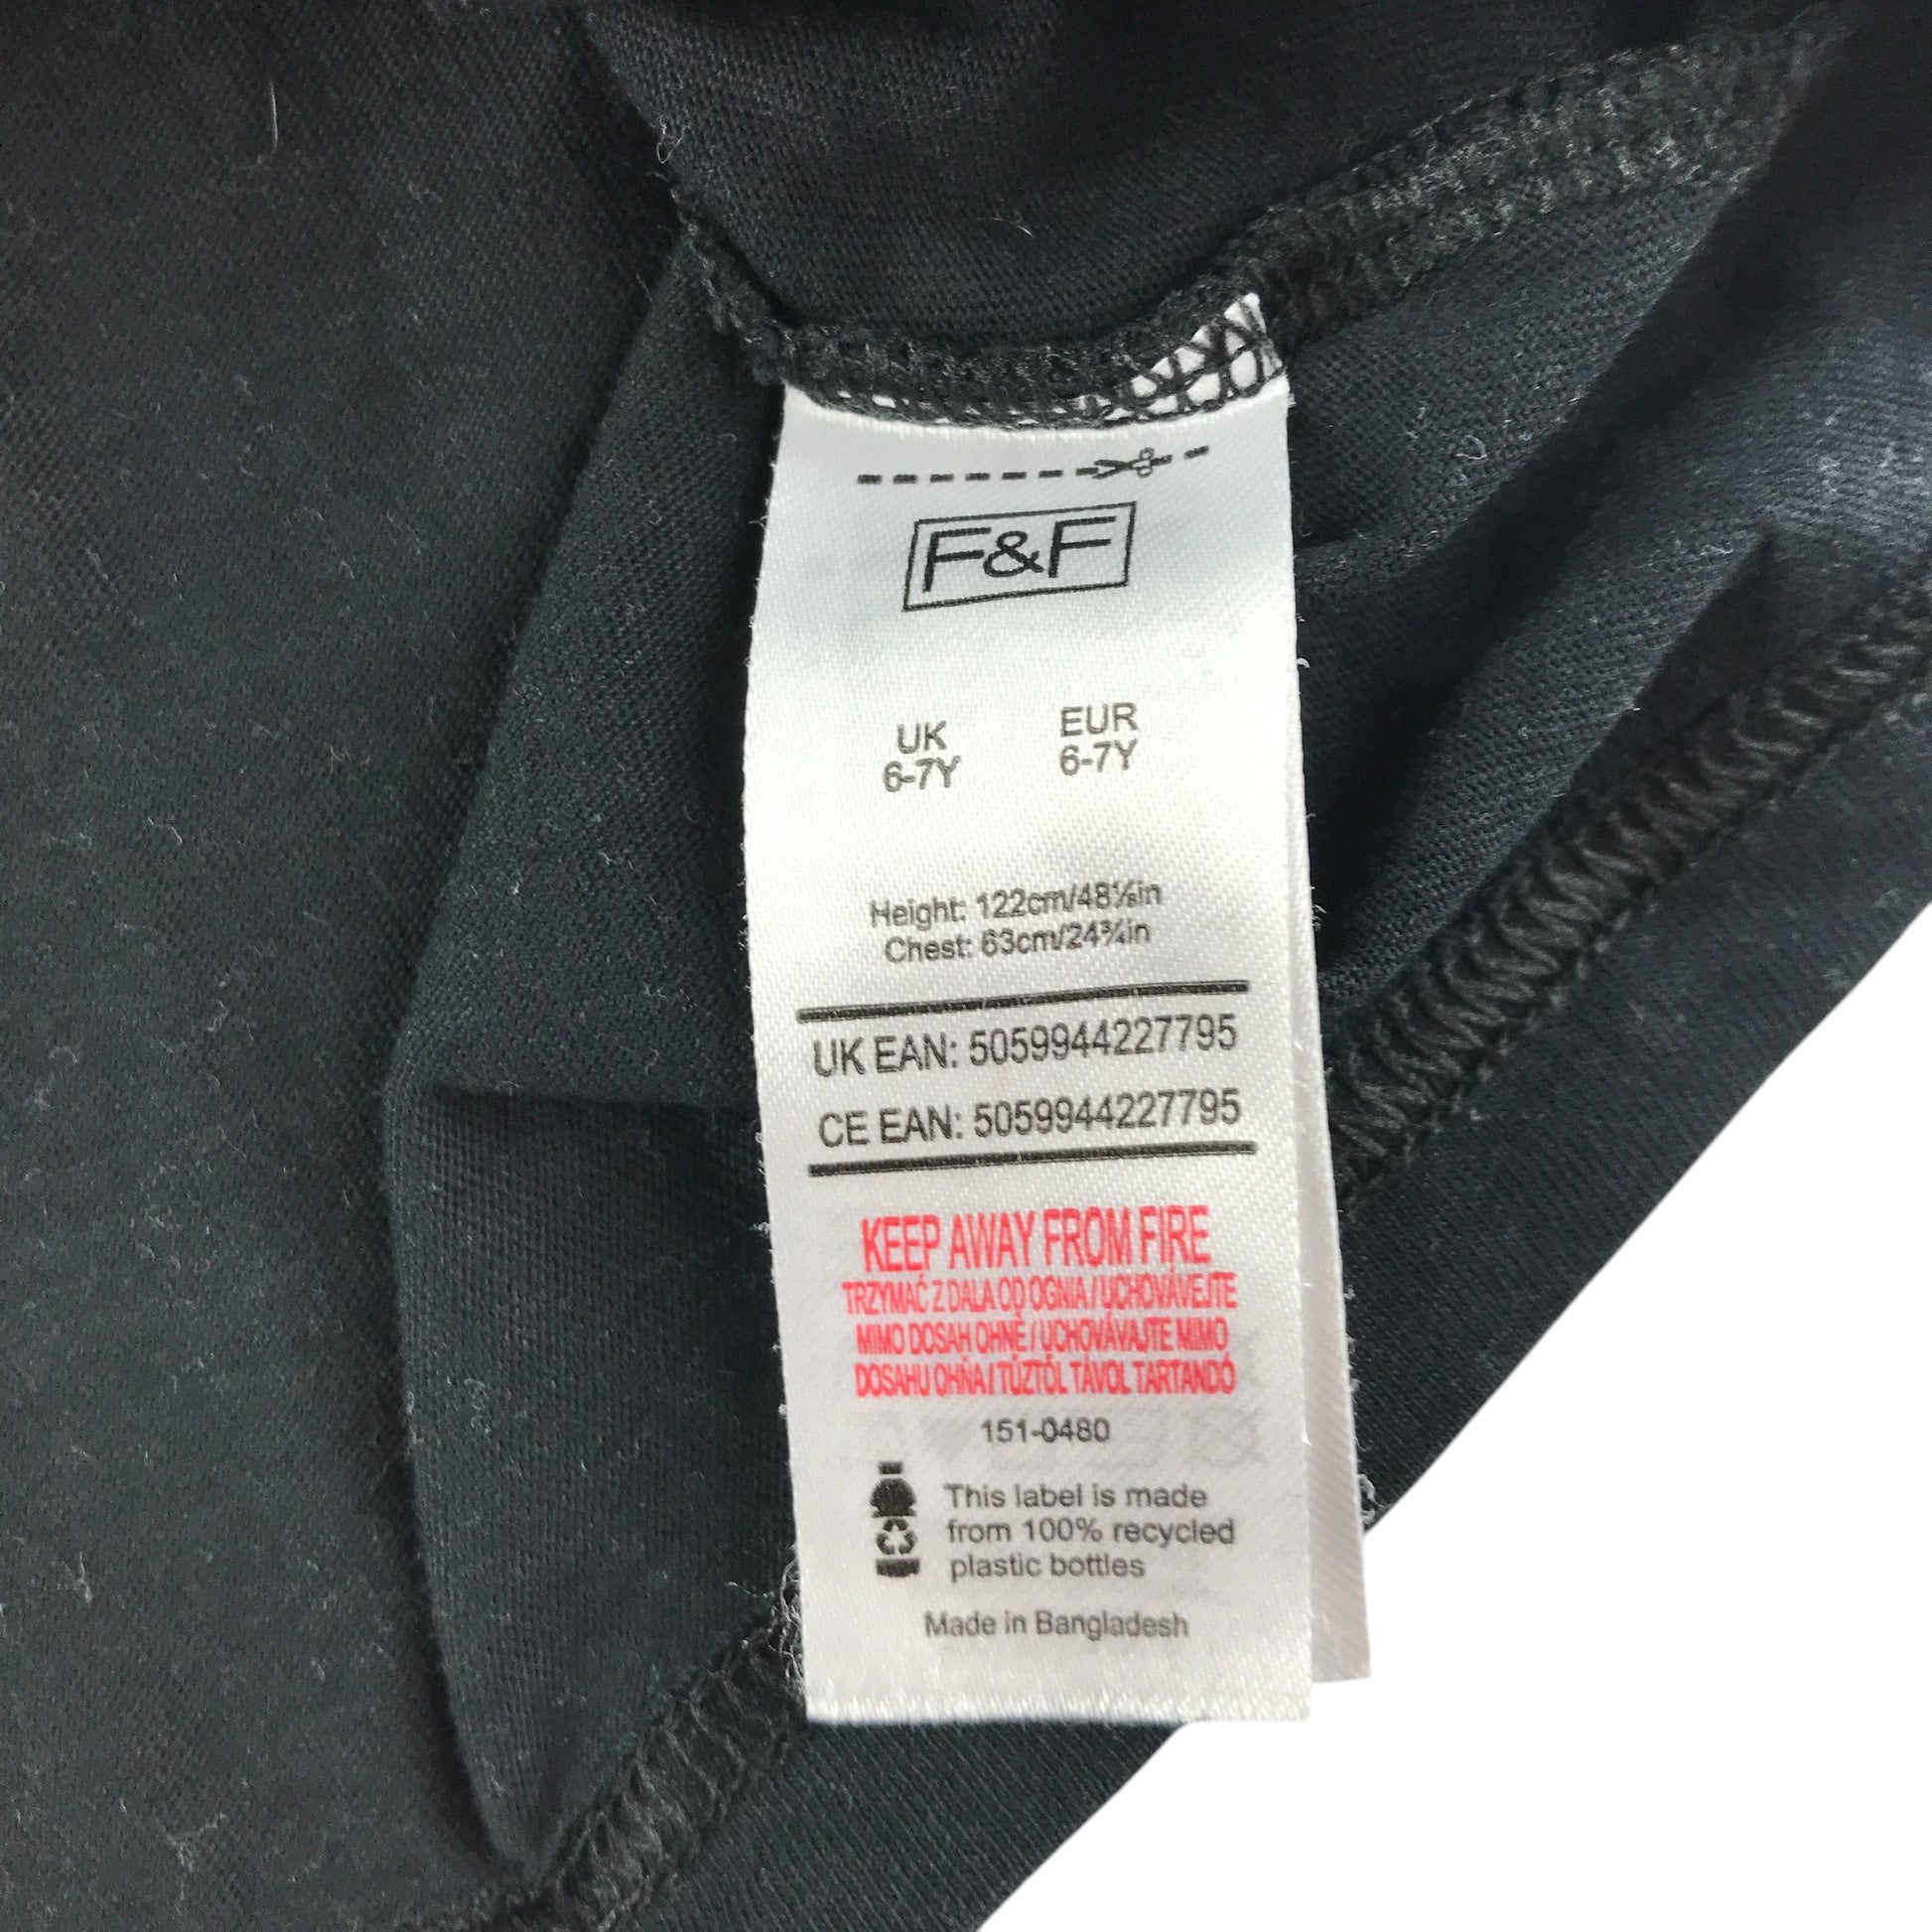 F&F
UK EUR
6-7Y 6-7Y
Height: 122cm/48⅛in
Chest: 63cm/24¾in
UK EAN: 5059944227795
CE EAN: 5059944227795
KEEP AWAY FROM FIRE
TRZYMAĆ Z DALA OD OGNIA / UCHOVÁVEJTE
MIMO DOSAH OHNĚ / UCHOVÁVAJTE MIMO
DOSAHU OHŇA / TŰZTŐL TÁVOL TARTANDÓ
151-0480
This label is made
from 100% recycled
plastic bottles
Made in Bangladesh